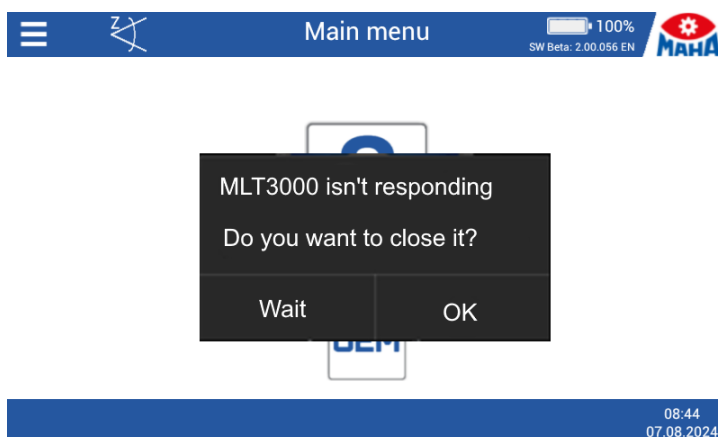 Z
Main menu
100%
SW Beta: 2.00.056 EN
MAHA
MLT3000 isn't responding
Do you want to close it?
Wait
OK
OEM
08:44
07.08.2024